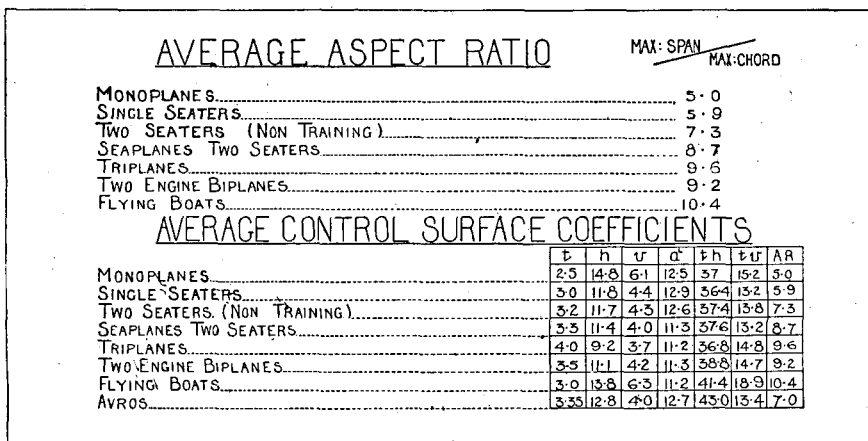 AVERAGE ASPECT RATIO MAX: SPAN / MAX: CHORD
MONOPLANES 5·0
SINGLE SEATERS 5·9
TWO SEATERS (NON TRAINING) 7·3
SEAPLANES TWO SEATERS 8·7
TRIPLANES 9·6
TWO ENGINE BIPLANES 9·2
FLYING BOATS 10·4
AVERAGE CONTROL SURFACE COEFFICIENTS
t h v a th tv AR
MONOPLANES 2·5 14·8 6·1 12·5 37 15·2 5·0
SINGLE SEATERS 3·0 11·8 4·4 12·9 36·4 13·2 5·9
TWO SEATERS. (NON TRAINING) 3·2 11·7 4·3 12·6 37·4 13·8 7·3
SEAPLANES TWO SEATERS 3·3 11·4 4·0 11·3 37·6 13·2 8·7
TRIPLANES 4·0 9·2 3·7 11·2 36·8 14·8 9·6
TWO ENGINE BIPLANES 3·5 11·1 4·2 11·3 38·8 14·7 9·2
FLYING BOATS 3·0 13·8 6·3 11·2 41·4 18·9 10·4
AVROS 3·35 12·8 4·0 12·7 43·0 13·4 7·0